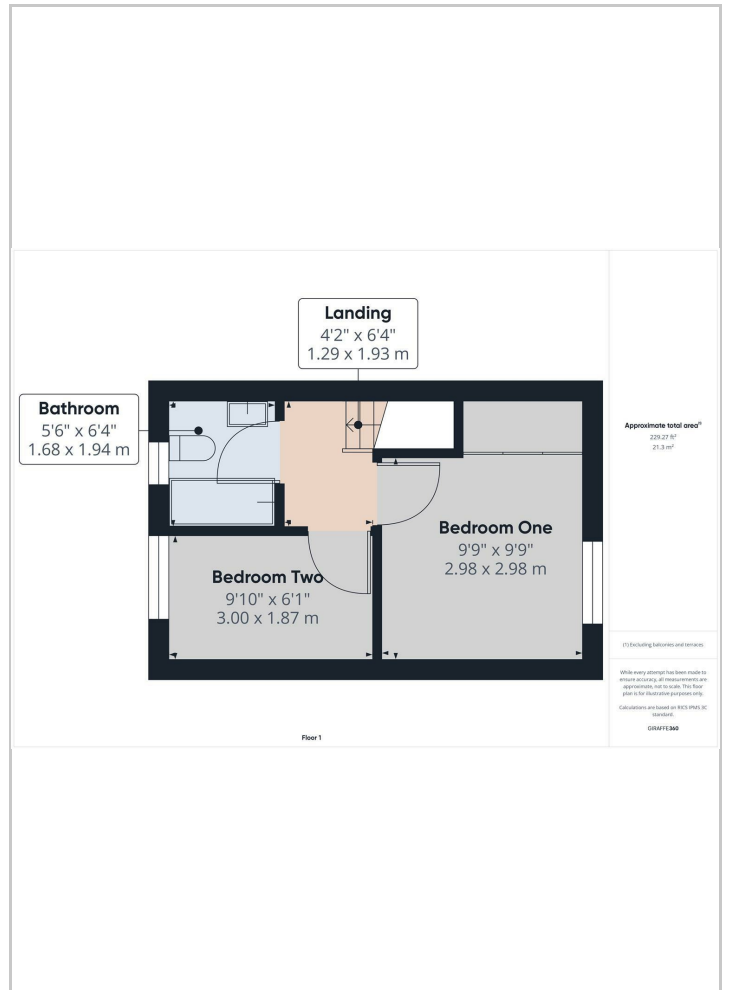 Landing
4'2" x 6'4"
1.29 x 1.93 m
Bathroom
5'6" x 6'4"
1.68 x 1.94 m
Bedroom One
9'9" x 9'9"
2.98 x 2.98 m
Bedroom Two
9'10" x 6'1"
3.00 x 1.87 m
Floor 1
Approximate total area⁽¹⁾
229.27 ft²
21.3 m²
(1) Excluding balconies and terraces
While every attempt has been made to
ensure accuracy, all measurements are
approximate, not to scale. This floor
plan is for illustrative purposes only.
Calculations are based on RICS IPMS 3C
standard.
GIRAFFE360